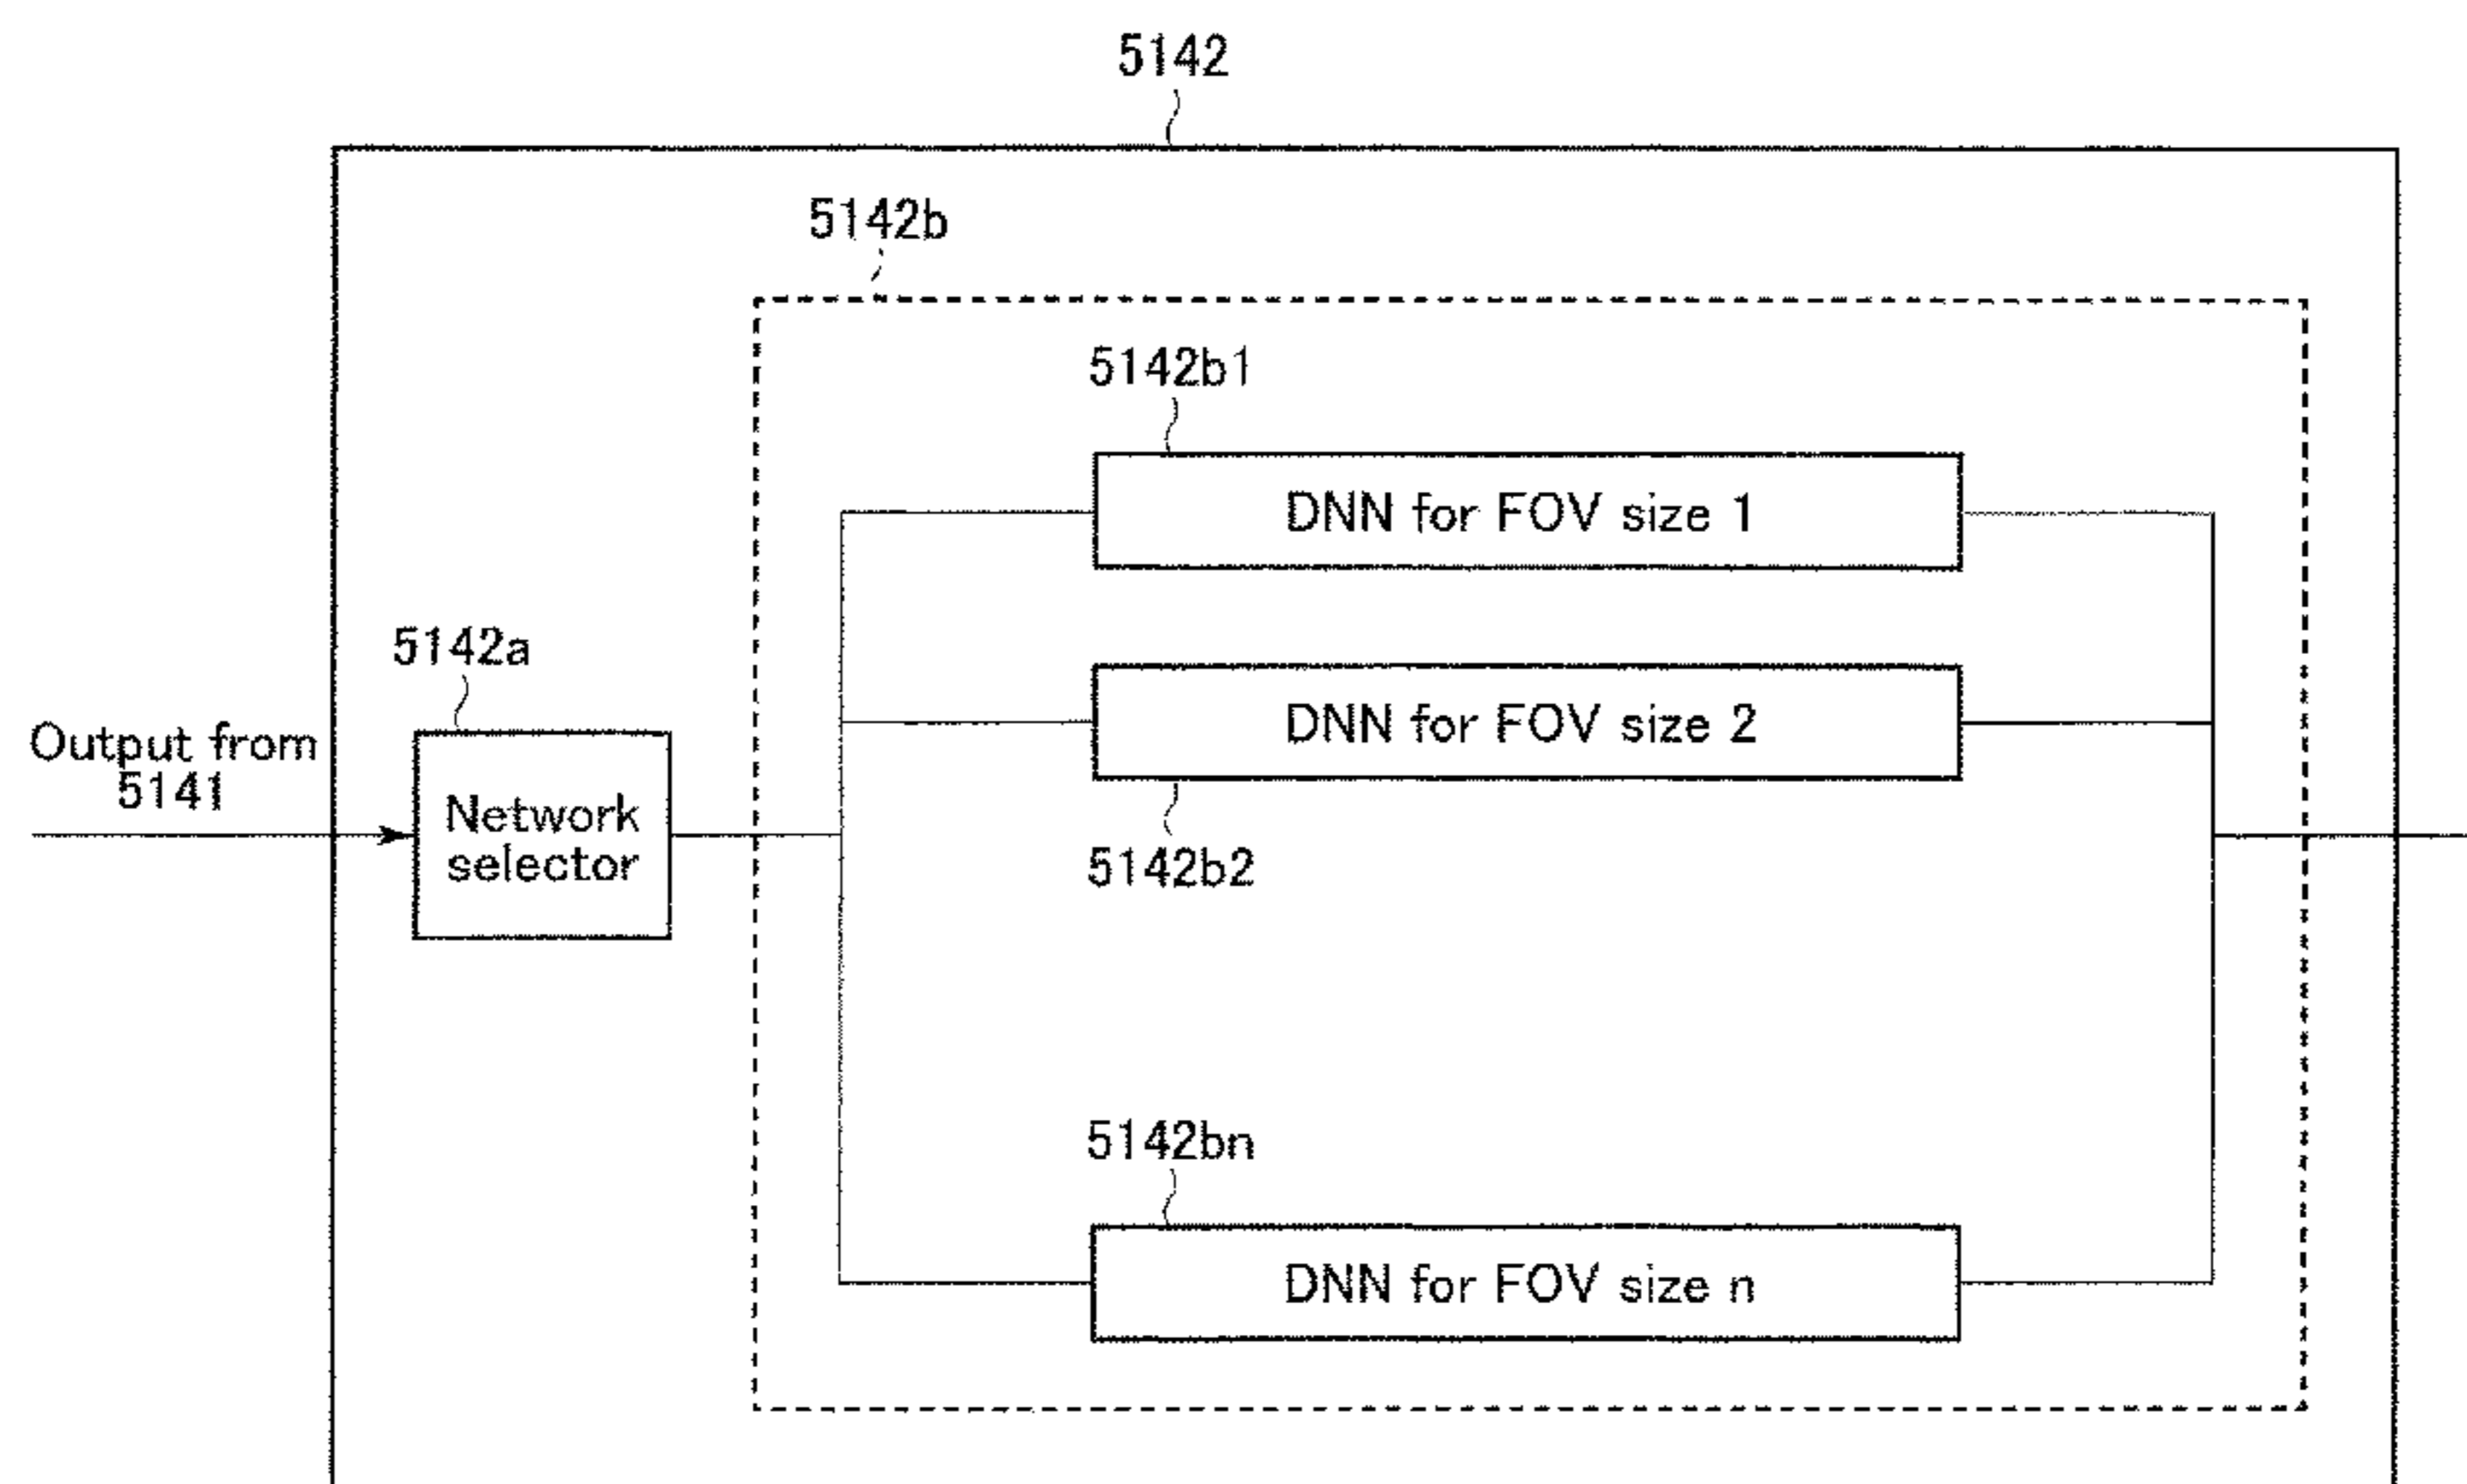 5142
5142b
5142b1
DNN for FOV size 1
5142a
Output from
5141
Network
selector
DNN for FOV size 2
5142b2
5142bn
DNN for FOV size n